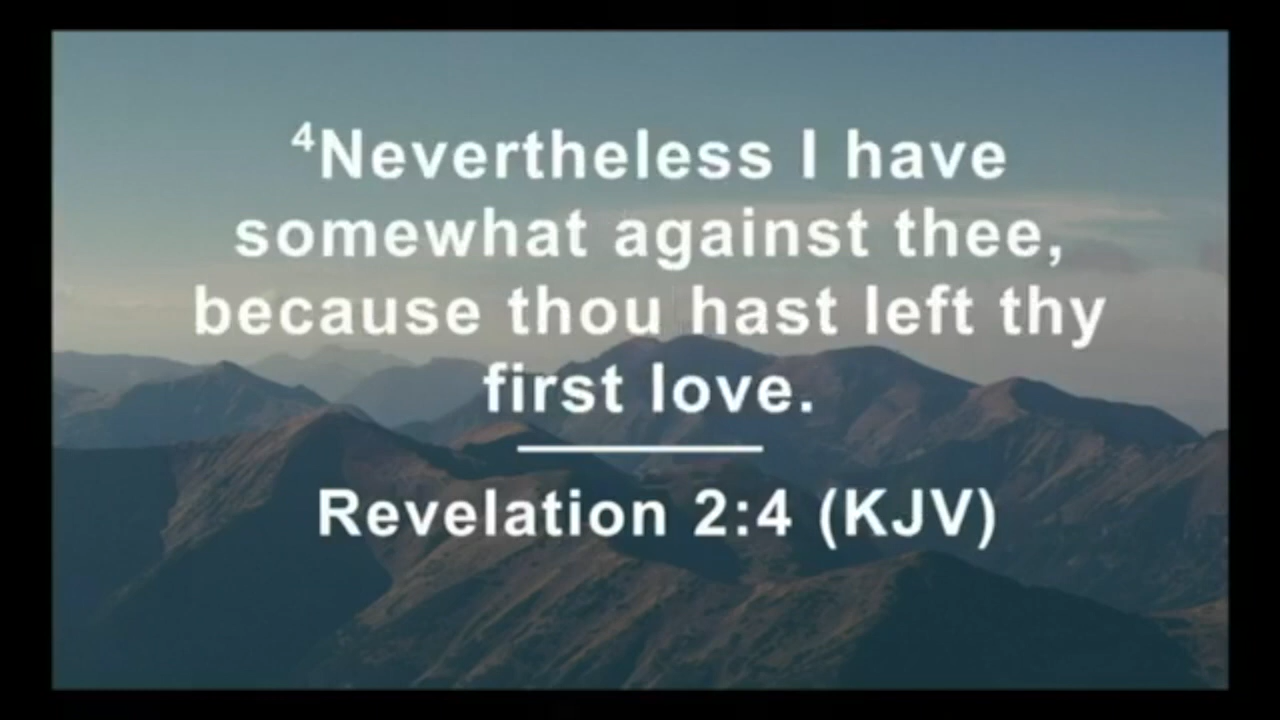 ⁴Nevertheless I have
somewhat against thee,
because thou hast left thy
first love.
Revelation 2:4 (KJV)